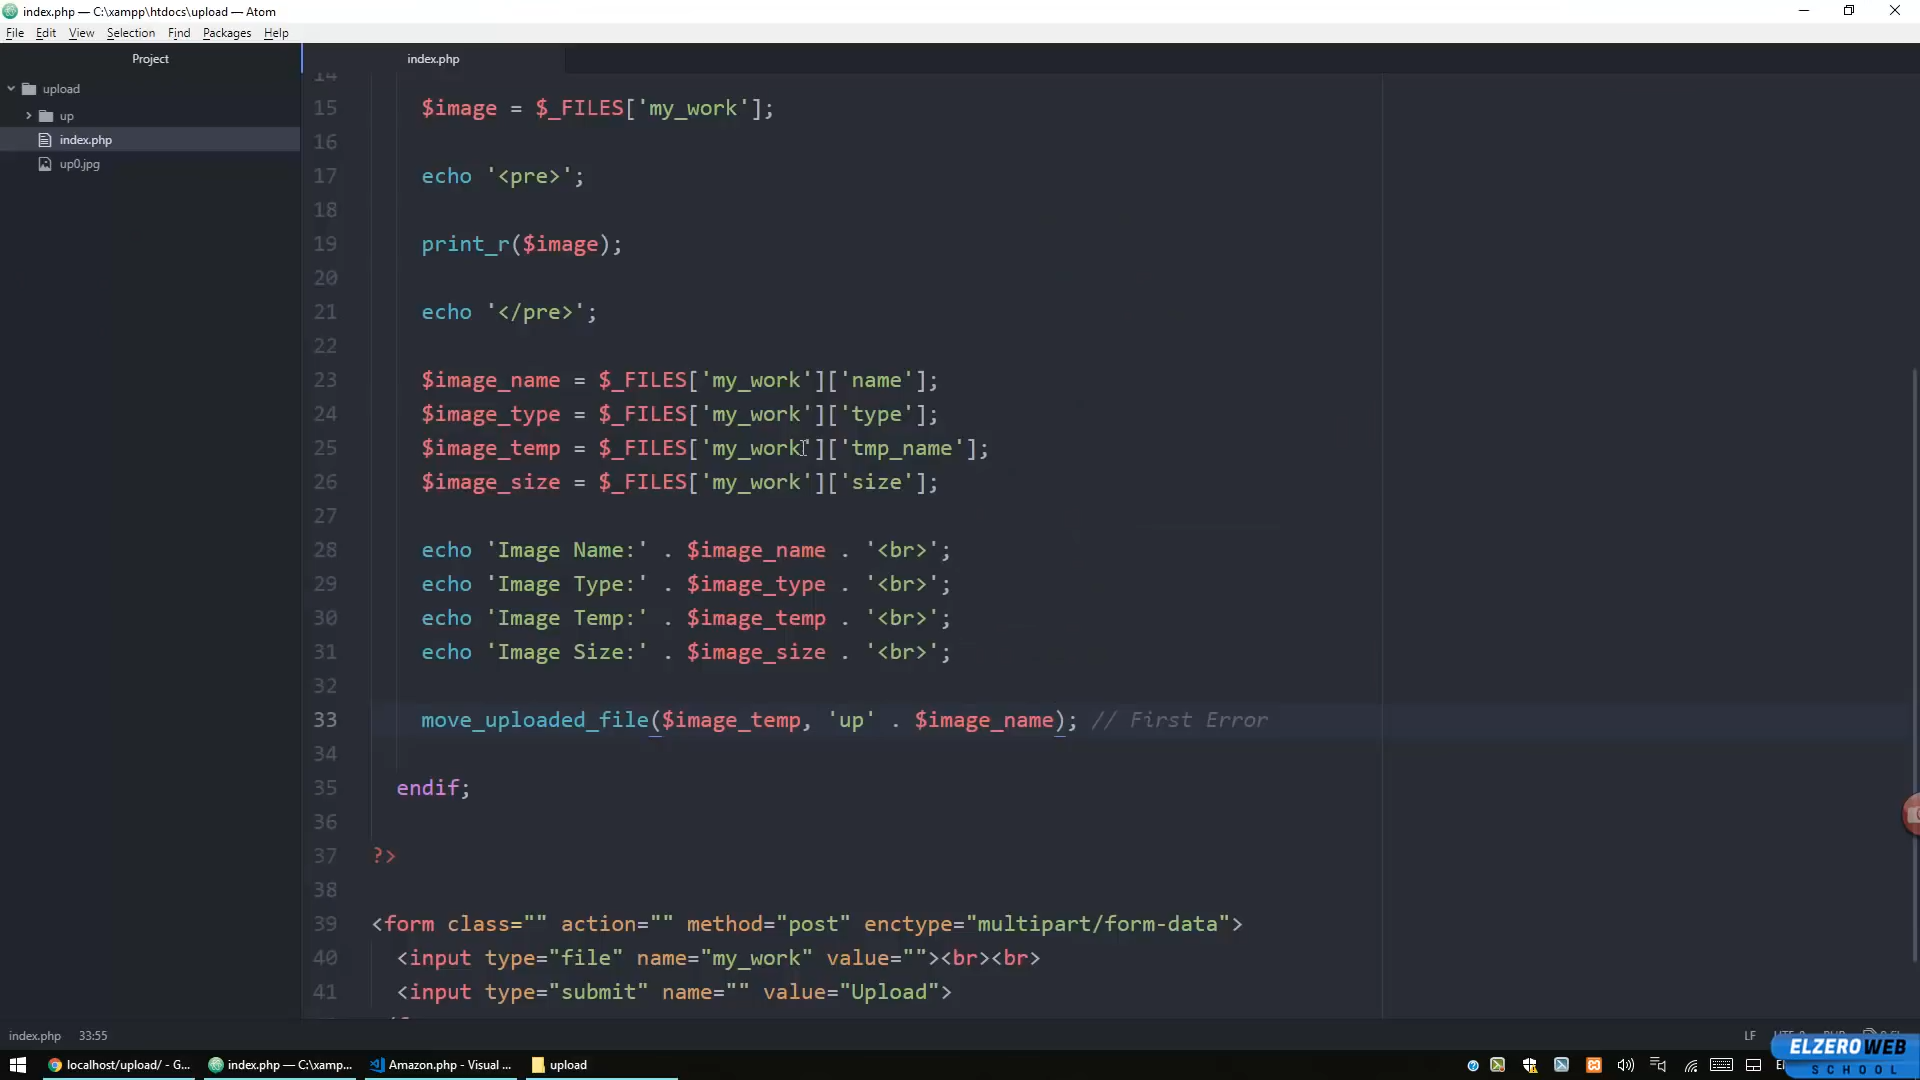 index.php — C:\xampp\htdocs\upload — Atom
File Edit View Selection Find Packages Help
Project
index.php
upload
up
index.php
up0.jpg
14
15 $image = $_FILES['my_work'];
16
17 echo '<pre>';
18
19 print_r($image);
20
21 echo '</pre>';
22
23 $image_name = $_FILES['my_work']['name'];
24 $image_type = $_FILES['my_work']['type'];
25 $image_temp = $_FILES['my_work']['tmp_name'];
26 $image_size = $_FILES['my_work']['size'];
27
28 echo 'Image Name:' . $image_name . '<br>';
29 echo 'Image Type:' . $image_type . '<br>';
30 echo 'Image Temp:' . $image_temp . '<br>';
31 echo 'Image Size:' . $image_size . '<br>';
32
33 move_uploaded_file($image_temp, 'up' . $image_name); // First Error
34
35 endif;
36
37 ?>
38
39 <form class="" action="" method="post" enctype="multipart/form-data">
40 <input type="file" name="my_work" value=""><br><br>
41 <input type="submit" name="" value="Upload">
index.php 33:55
LF
localhost/upload/ - G... index.php — C:\xamp... Amazon.php - Visual ... upload
ELZEROWEB
SCHOOL